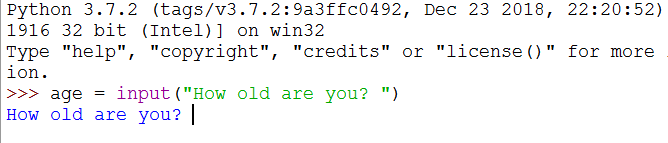 Python 3.7.2 (tags/v3.7.2:9a3ffc0492, Dec 23 2018, 22:20:52)
1916 32 bit (Intel)] on win32
Type "help", "copyright", "credits" or "license()" for more
ion.
>>> age = input("How old are you? ")
How old are you?